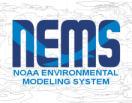 NEMS
NOAA ENVIRONMENTAL
MODELING SYSTEM